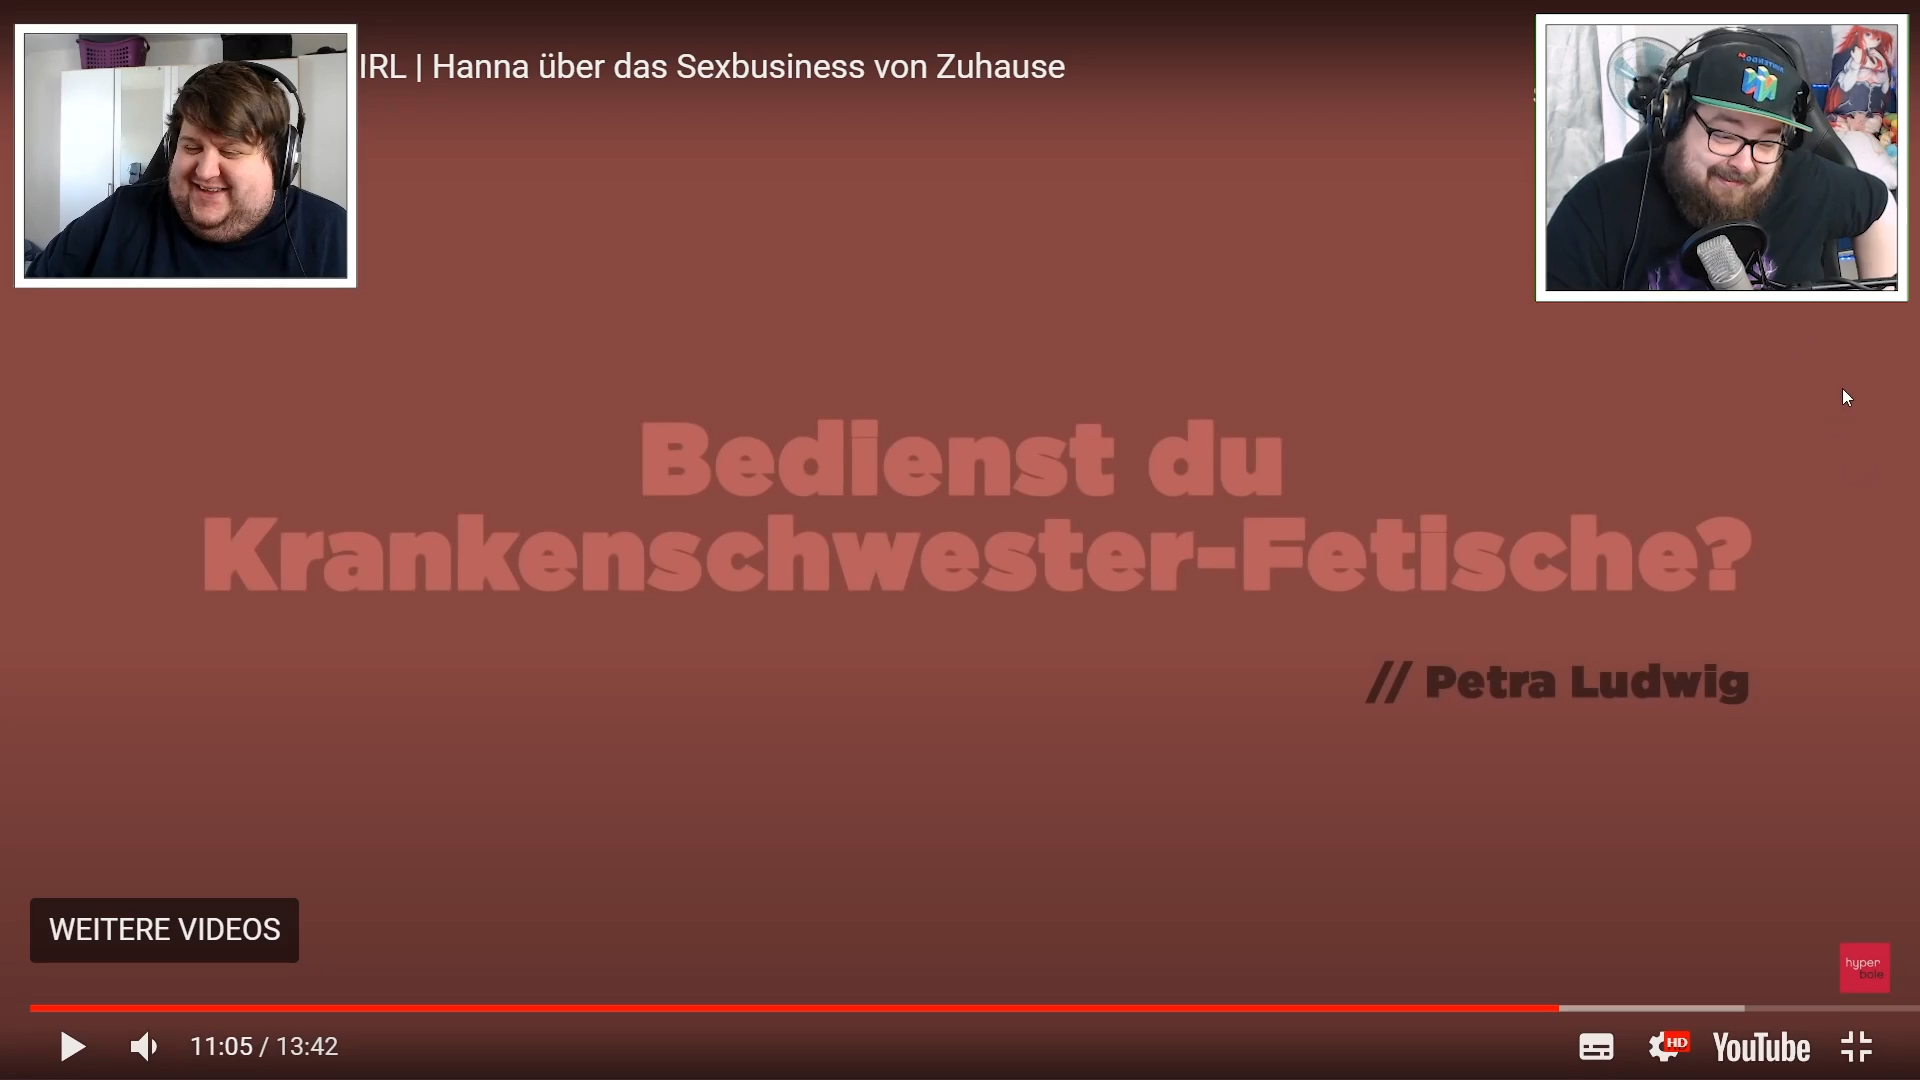 IRL | Hanna über das Sexbusiness von Zuhause
Bedienst du
Krankenschwester-Fetische?
// Petra Ludwig
WEITERE VIDEOS
hyper
bole
11:05 / 13:42
HD
YouTube